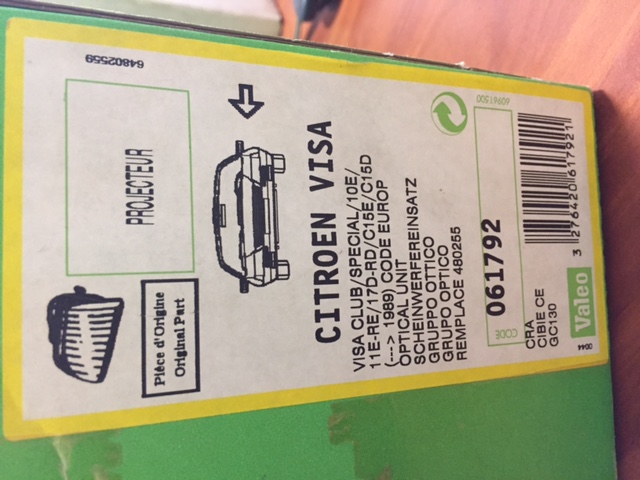 64802559
PROJECTEUR
Pièce d'Origine
Original Part
CITROEN VISA
VISA CLUB/SPECIAL/10E/
11E-RE/17D-RD/C15E/C15D
(---> 1989) CODE EUROP
OPTICAL UNIT
SCHEINWERFEREINSATZ
GRUPPO OTTICO
GRUPO OPTICO
REMPLACE 480255
60961500
CODE
061792
CRA
CIBIE CE
GC130
3 276420 617921
Valeo
0044